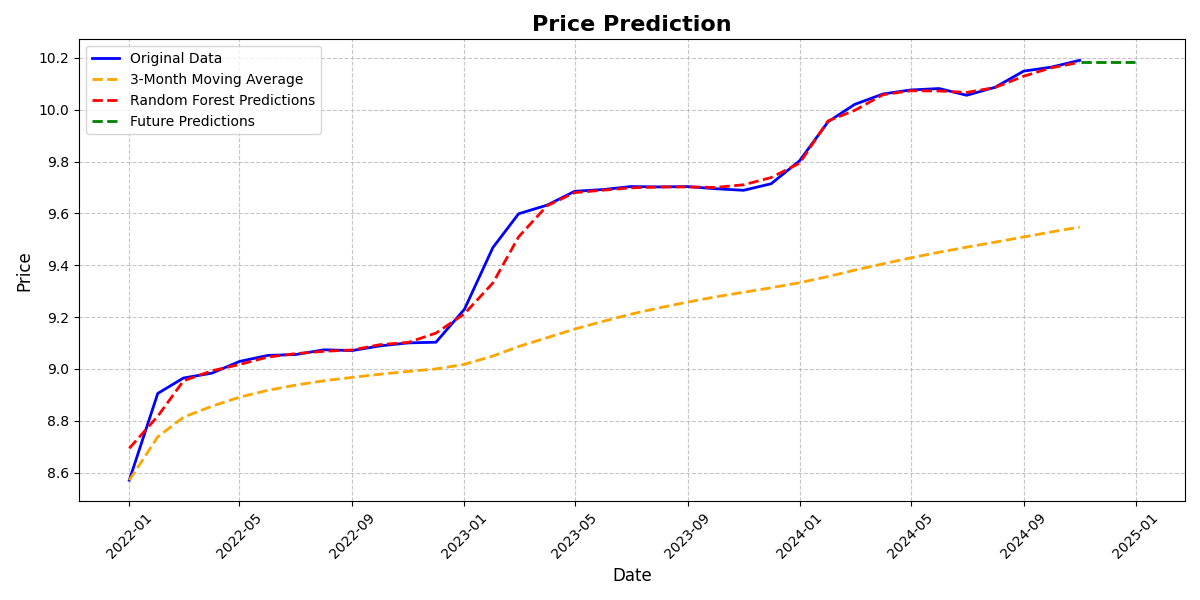 Price Prediction
Original Data
3-Month Moving Average
Random Forest Predictions
Future Predictions
Price
10.2
10.0
9.8
9.6
9.4
9.2
9.0
8.8
8.6
2022-01
2022-05
2022-09
2023-01
2023-05
2023-09
2024-01
2024-05
2024-09
2025-01
Date